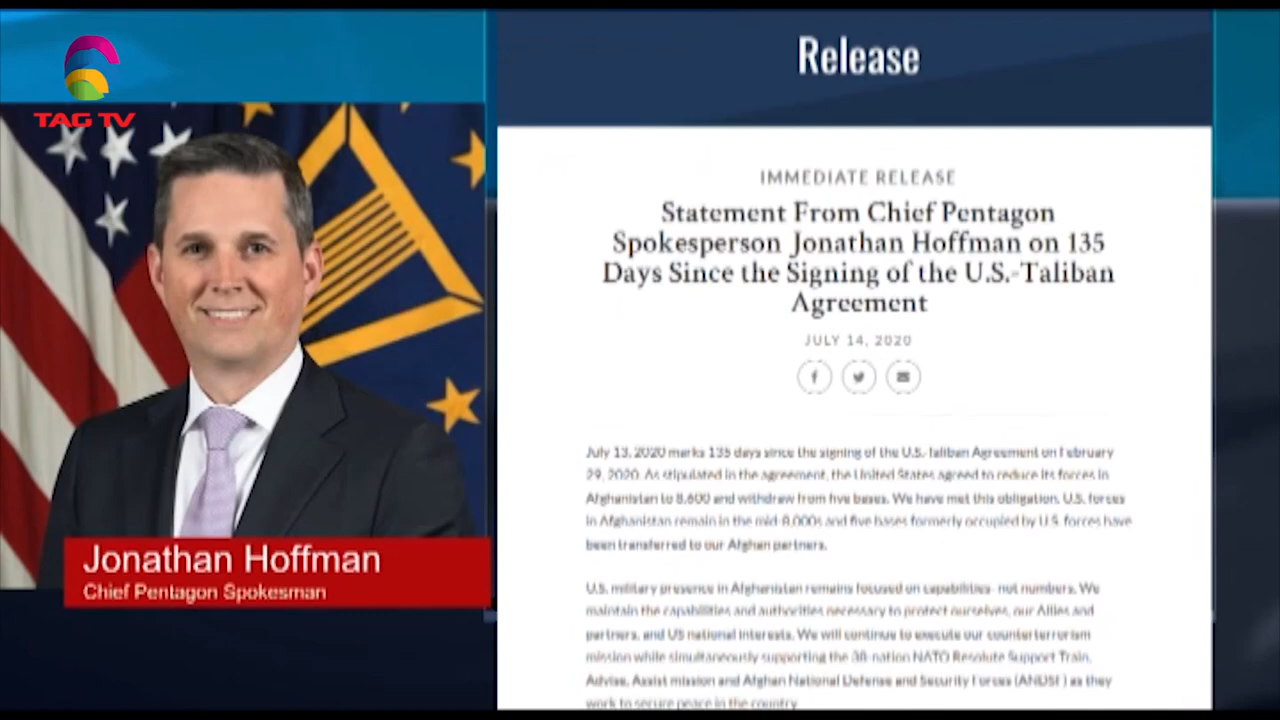 TAG TV
Release
IMMEDIATE RELEASE
Statement From Chief Pentagon
Spokesperson Jonathan Hoffman on 135
Days Since the Signing of the U.S.-Taliban
Agreement
JULY 14, 2020
July 13, 2020 marks 135 days since the signing of the U.S.-Taliban Agreement on February
29, 2020. As stipulated in the agreement, the United States agreed to reduce its forces in
Afghanistan to 8,600 and withdraw from five bases. We have met this obligation. U.S. forces
in Afghanistan remain in the mid-8,000s and five bases formerly occupied by U.S. forces have
been transferred to our Afghan partners.
U.S. military presence in Afghanistan remains focused on capabilities- not numbers. We
maintain the capabilities and authorities necessary to protect ourselves, our Allies and
partners, and US national interests. We will continue to execute our counterterrorism
mission while simultaneously supporting the 38-nation NATO Resolute Support Train,
Advise, Assist mission and Afghan National Defense and Security Forces (ANDSF) as they
work to secure peace in the country
Jonathan Hoffman
Chief Pentagon Spokesman